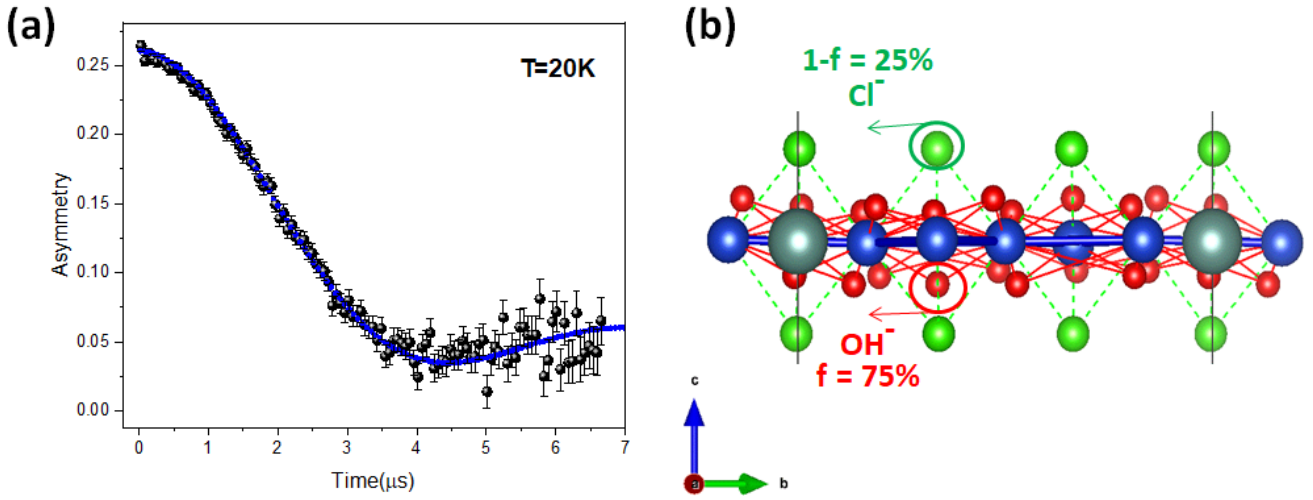 (a)
T=20K
Asymmetry
0.25
0.20
0.15
0.10
0.05
0.00
0 1 2 3 4 5 6 7
Time(μs)
(b)
1-f = 25%
Cl⁻
OH⁻
f = 75%
c
a
b